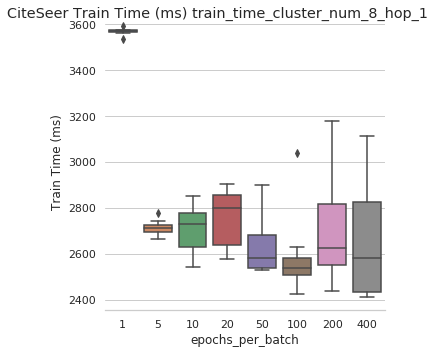 CiteSeer Train Time (ms) train_time_cluster_num_8_hop_1
3600
3400
3200
3000
2800
2600
2400
Train Time (ms)
1 5 10 20 50 100 200 400
epochs_per_batch